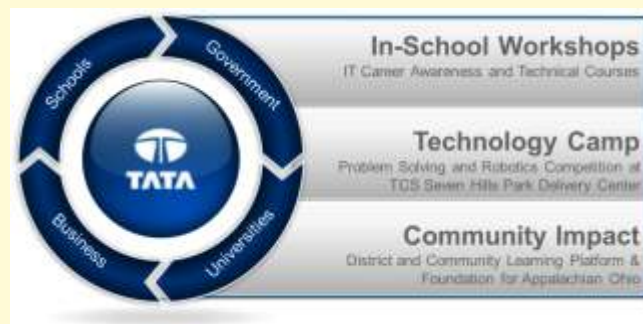 Schools
Government
Business
Universities
TATA
In-School Workshops
IT Career Awareness and Technical Courses
Technology Camp
Problem Solving and Robotics Competition at
TCS Seven Hills Park Delivery Center
Community Impact
District and Community Learning Platform &
Foundation for Appalachian Ohio